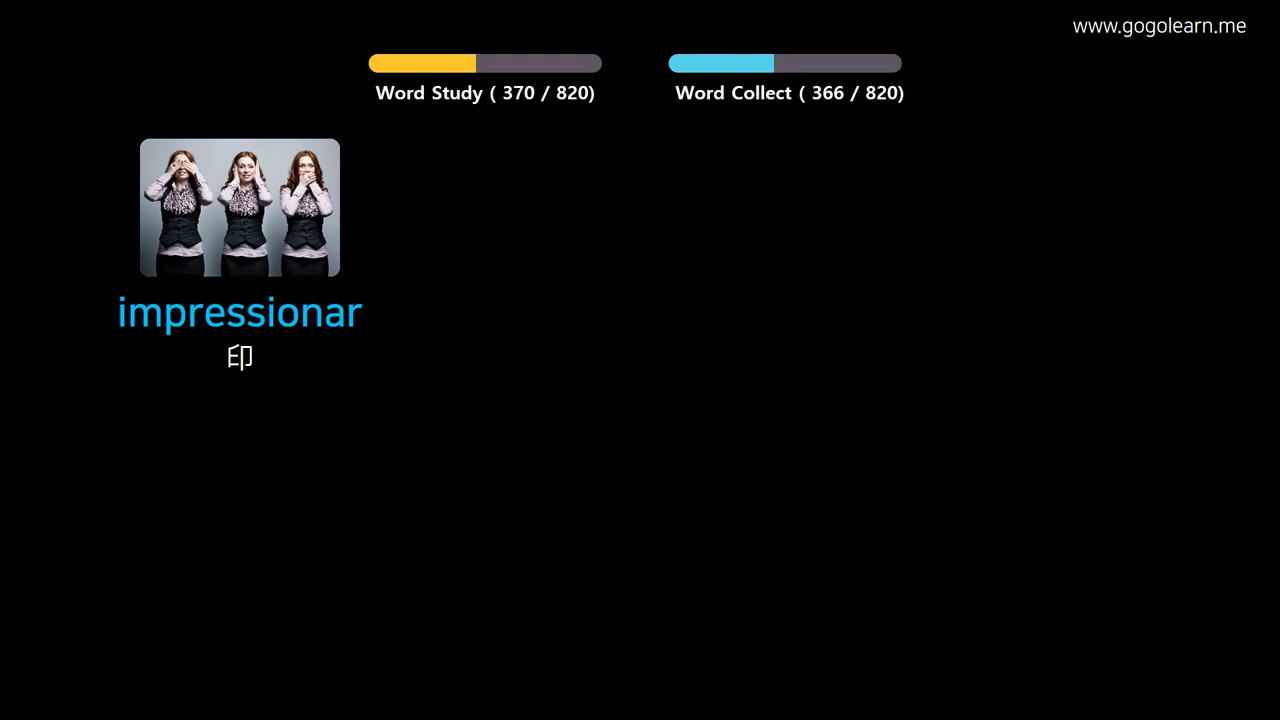 www.gogolearn.me
Word Study ( 370 / 820)
Word Collect ( 366 / 820)
impressionar
印